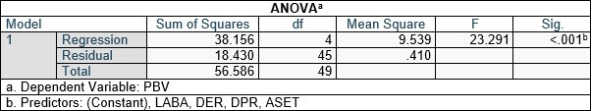 ANOVAa
Model Sum of Squares df Mean Square F Sig.
1 Regression 38.156 4 9.539 23.291 <.001b
Residual 18.430 45 .410
Total 56.586 49
a. Dependent Variable: PBV
b. Predictors: (Constant), LABA, DER, DPR, ASET